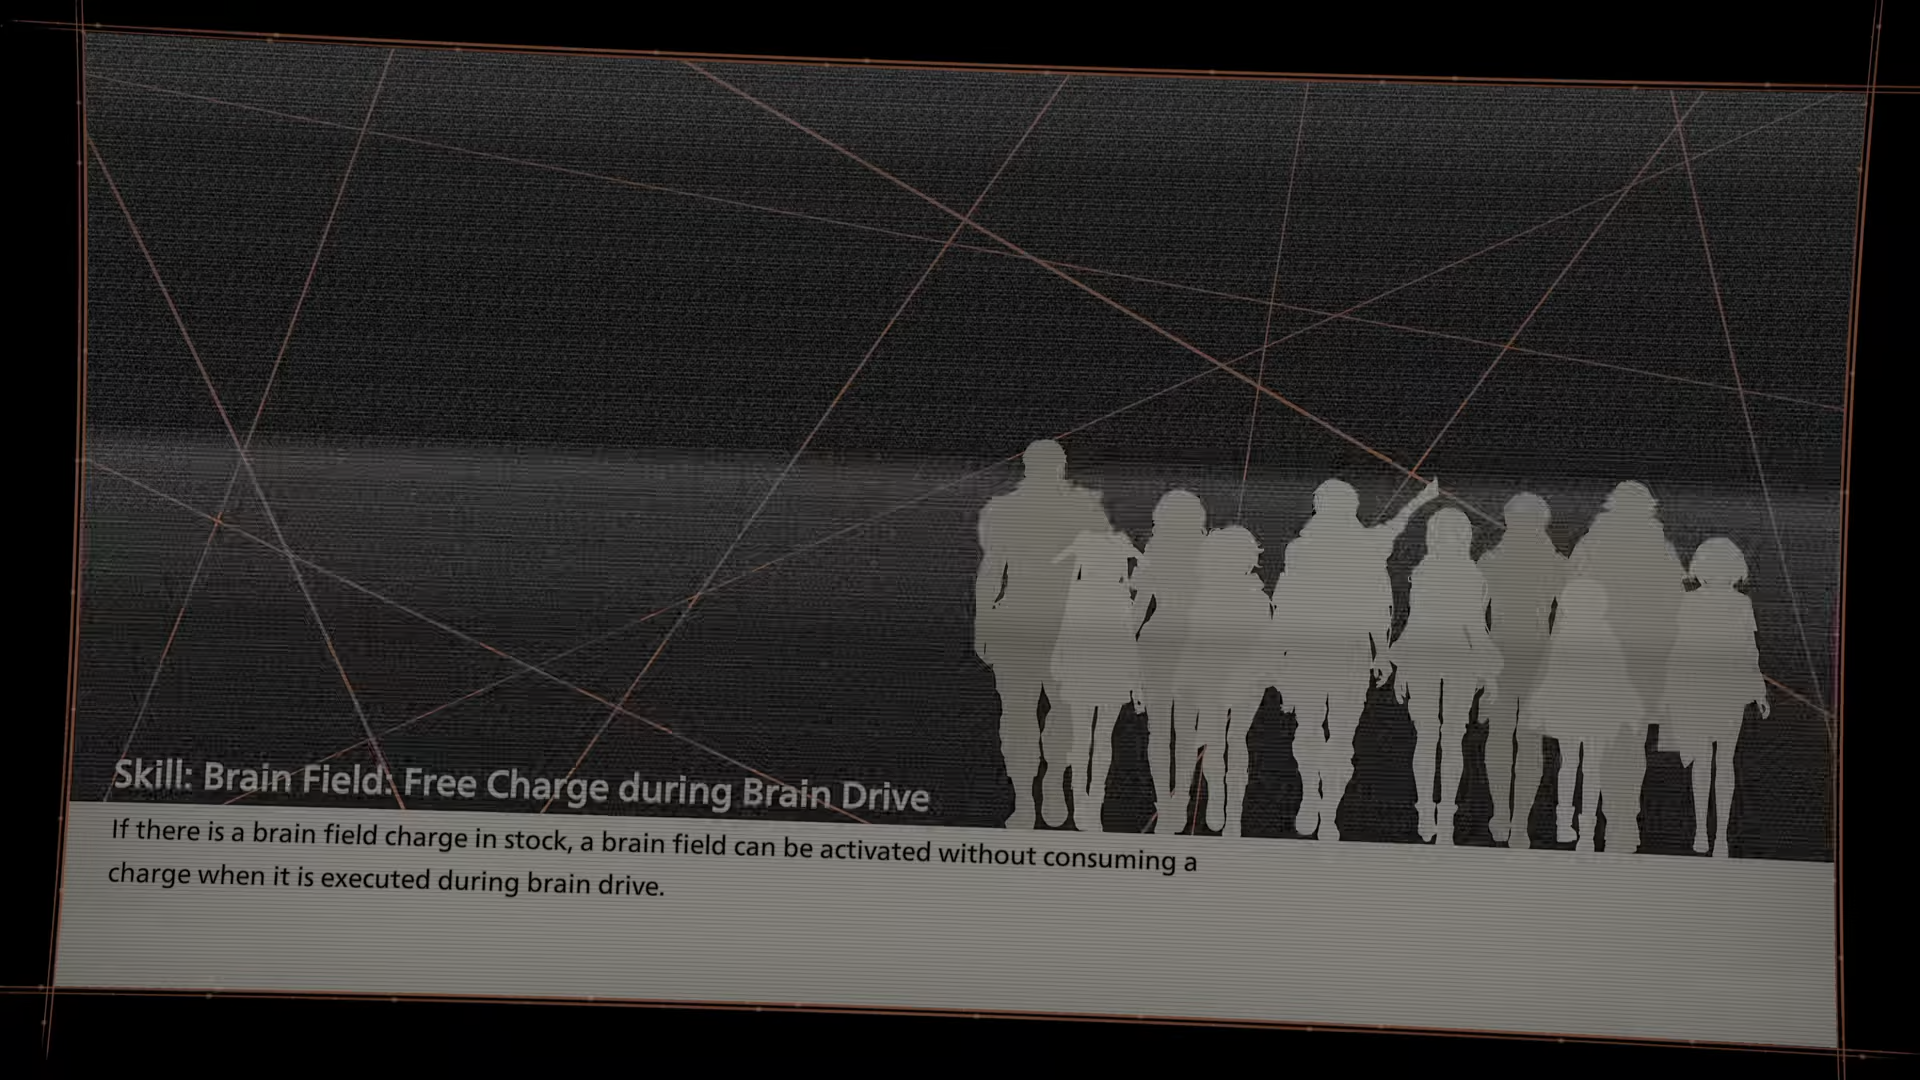 Skill: Brain Field: Free Charge during Brain Drive
If there is a brain field charge in stock, a brain field can be activated without consuming a
charge when it is executed during brain drive.